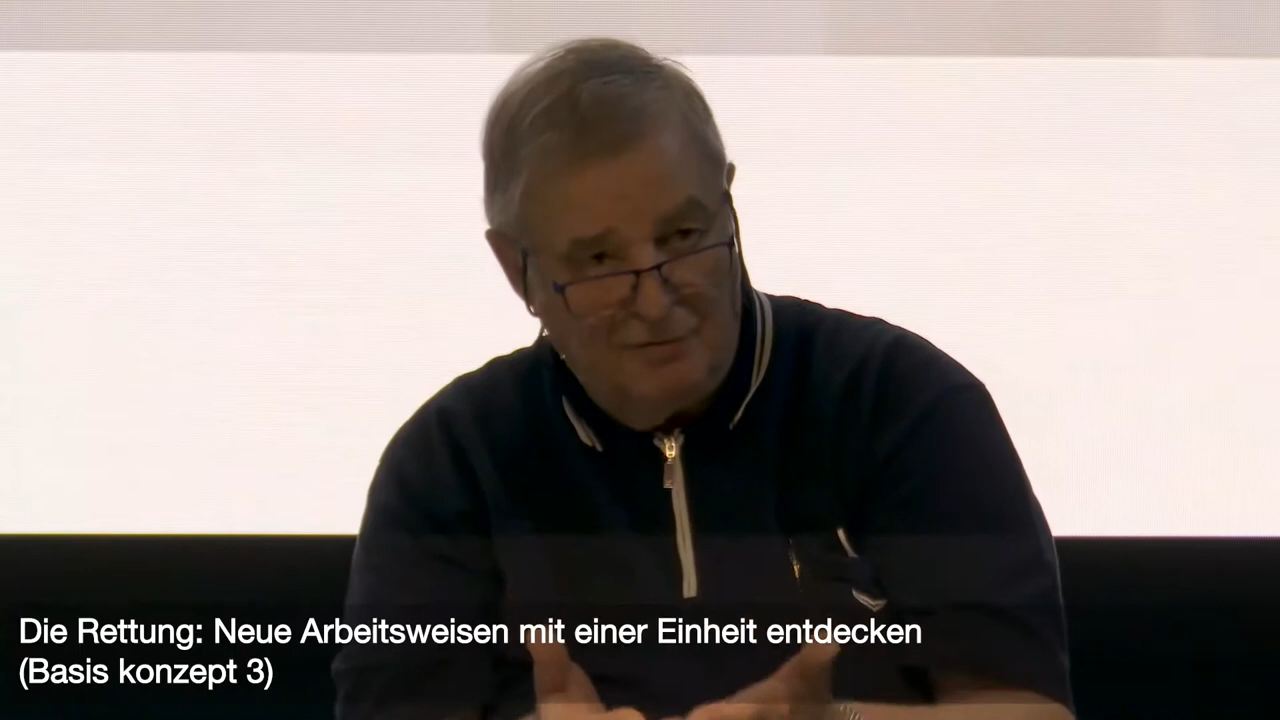 Die Rettung: Neue Arbeitsweisen mit einer Einheit entdecken
(Basis konzept 3)